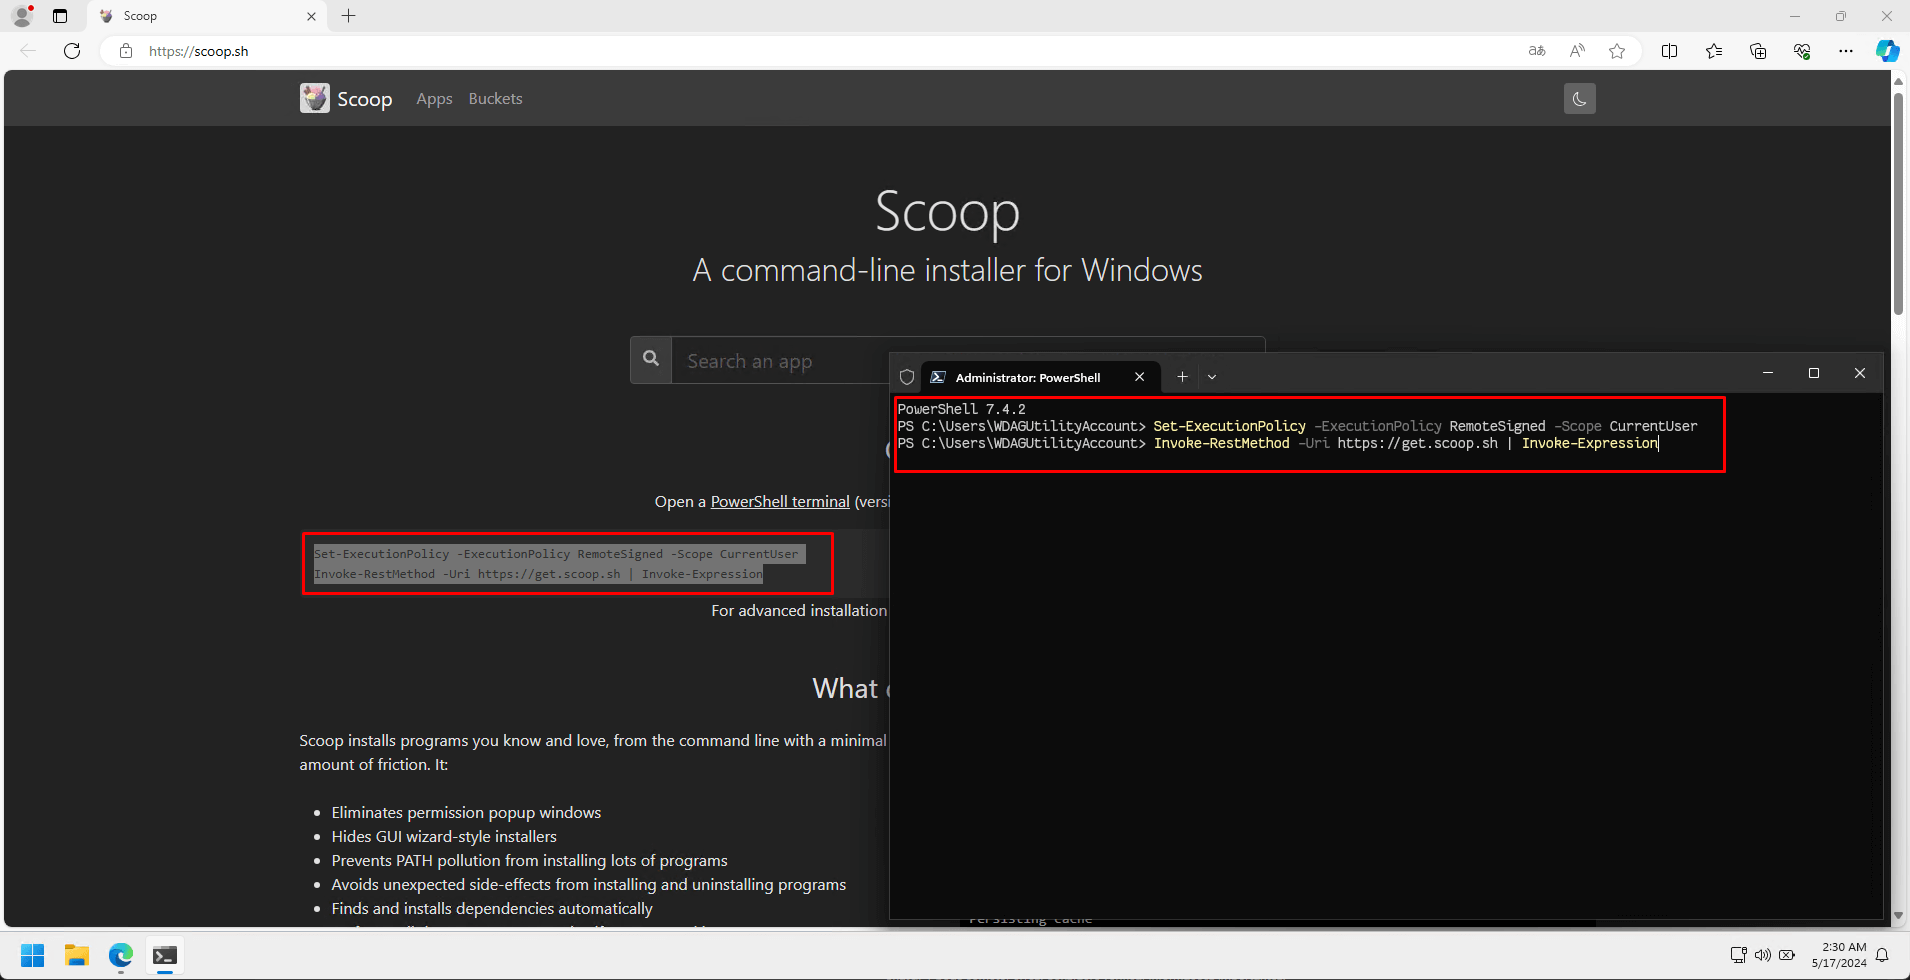 Scoop
https://scoop.sh
Scoop Apps Buckets
Scoop
A command-line installer for Windows
Search an app
Administrator: PowerShell
PowerShell 7.4.2
PS C:\Users\WDAGUtilityAccount> Set-ExecutionPolicy -ExecutionPolicy RemoteSigned -Scope CurrentUser
PS C:\Users\WDAGUtilityAccount> Invoke-RestMethod -Uri https://get.scoop.sh | Invoke-Expression
Open a PowerShell terminal (versi
Set-ExecutionPolicy -ExecutionPolicy RemoteSigned -Scope CurrentUser
Invoke-RestMethod -Uri https://get.scoop.sh | Invoke-Expression
For advanced installation
What
Scoop installs programs you know and love, from the command line with a minimal
amount of friction. It:
Eliminates permission popup windows
Hides GUI wizard-style installers
Prevents PATH pollution from installing lots of programs
Avoids unexpected side-effects from installing and uninstalling programs
Finds and installs dependencies automatically
Persisting cache
2:30 AM
5/17/2024